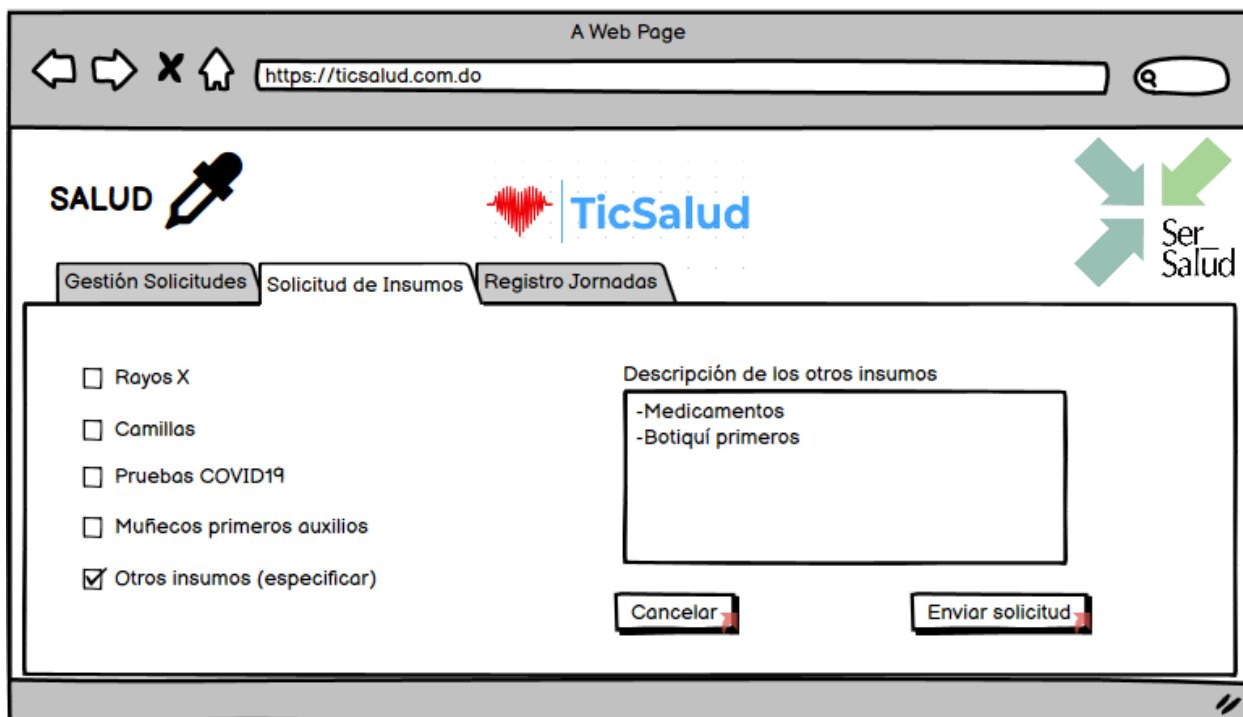 A Web Page
https://ticsalud.com.do
SALUD
TicSalud
Ser_
Salud
Gestión Solicitudes
Solicitud de Insumos
Registro Jornadas
Rayos X
Camillas
Pruebas COVID19
Muñecos primeros auxilios
Otros insumos (especificar)
Descripción de los otros insumos
-Medicamentos
-Botiquí primeros
Cancelar
Enviar solicitud